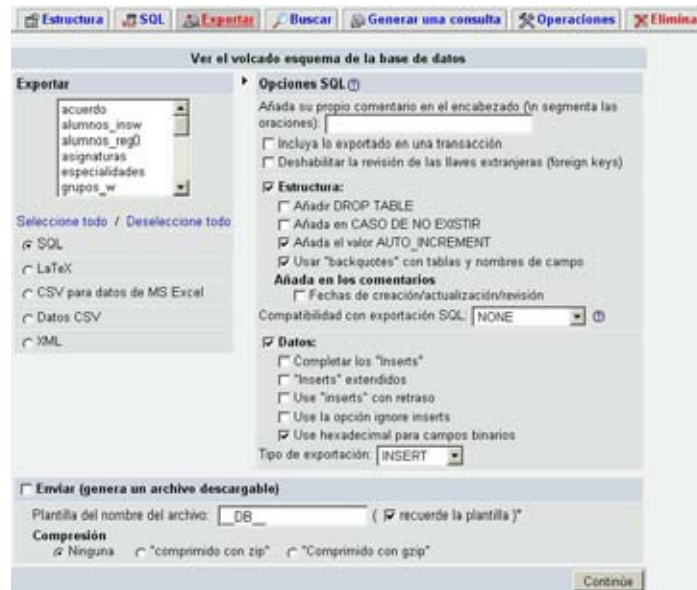 Estructura SQL Exportar Buscar Generar una consulta Operaciones Elimina
Ver el volcado esquema de la base de datos
Exportar
acuerdo
alumnos_insw
alumnos_reg0
asignaturas
especialidades
grupos_w
Seleccione todo / Deseleccione todo
SQL
LaTeX
CSV para datos de MS Excel
Datos CSV
XML
Opciones SQL
Añada su propio comentario en el encabezado (\n segmenta las
oraciones):
Incluya lo exportado en una transacción
Deshabilitar la revisión de las llaves extranjeras (foreign keys)
Estructura:
Añadir DROP TABLE
Añada en CASO DE NO EXISTIR
Añada el valor AUTO_INCREMENT
Usar "backquotes" con tablas y nombres de campo
Añada en los comentarios
Fechas de creación/actualización/revisión
Compatibilidad con exportación SQL: NONE
Datos:
Completar los "Inserts"
"Inserts" extendidos
Use "inserts" con retraso
Use la opción ignore inserts
Use hexadecimal para campos binarios
Tipo de exportación: INSERT
Enviar (genera un archivo descargable)
Plantilla del nombre del archivo: __DB__ ( recuerde la plantilla )*
Compresión
Ninguna "comprimido con zip" "Comprimido con gzip"
Continúe